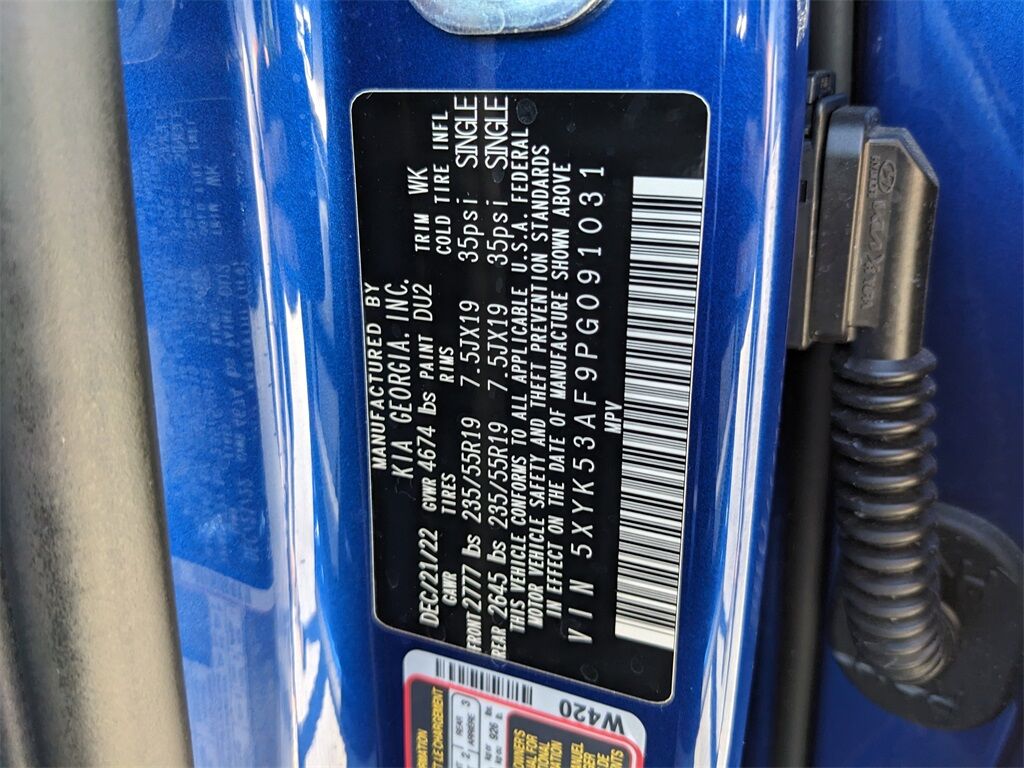 MANUFACTURED BY
KIA GEORGIA. INC.
DEC/21/22 GVWR 4674 lbs PAINT DU2 TRIM WK
GAWR TIRES RIMS COLD TIRE INFL
FRONT 2777 lbs 235/55R19 7.5JX19 35psi SINGLE
REAR 2645 lbs 235/55R19 7.5JX19 35psi SINGLE
THIS VEHICLE CONFORMS TO ALL APPLICABLE U.S.A. FEDERAL
MOTOR VEHICLE SAFETY AND THEFT PREVENTION STANDARDS
IN EFFECT ON THE DATE OF MANUFACTURE SHOWN ABOVE
VIN 5XYK53AF9PG091031
MPV
W420
REAR 3
ARRIÈRE